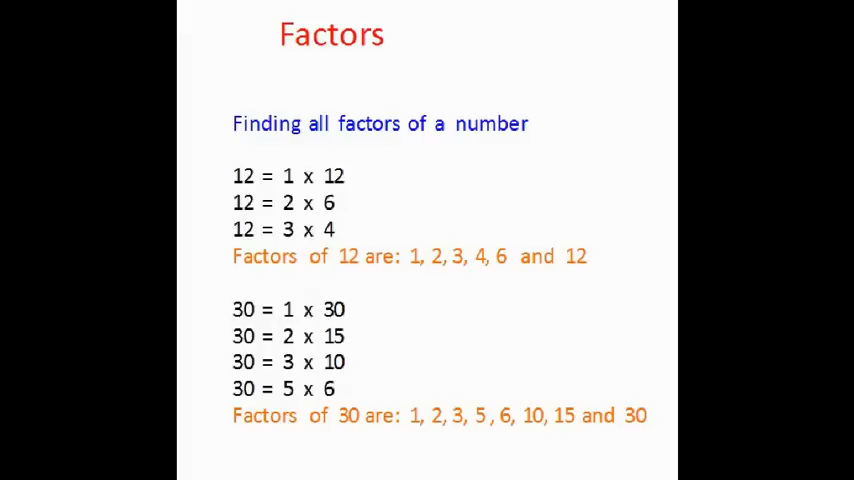 Factors
Finding all factors of a number
12 = 1 x 12
12 = 2 x 6
12 = 3 x 4
Factors of 12 are: 1, 2, 3, 4, 6 and 12
30 = 1 x 30
30 = 2 x 15
30 = 3 x 10
30 = 5 x 6
Factors of 30 are: 1, 2, 3, 5 , 6, 10, 15 and 30